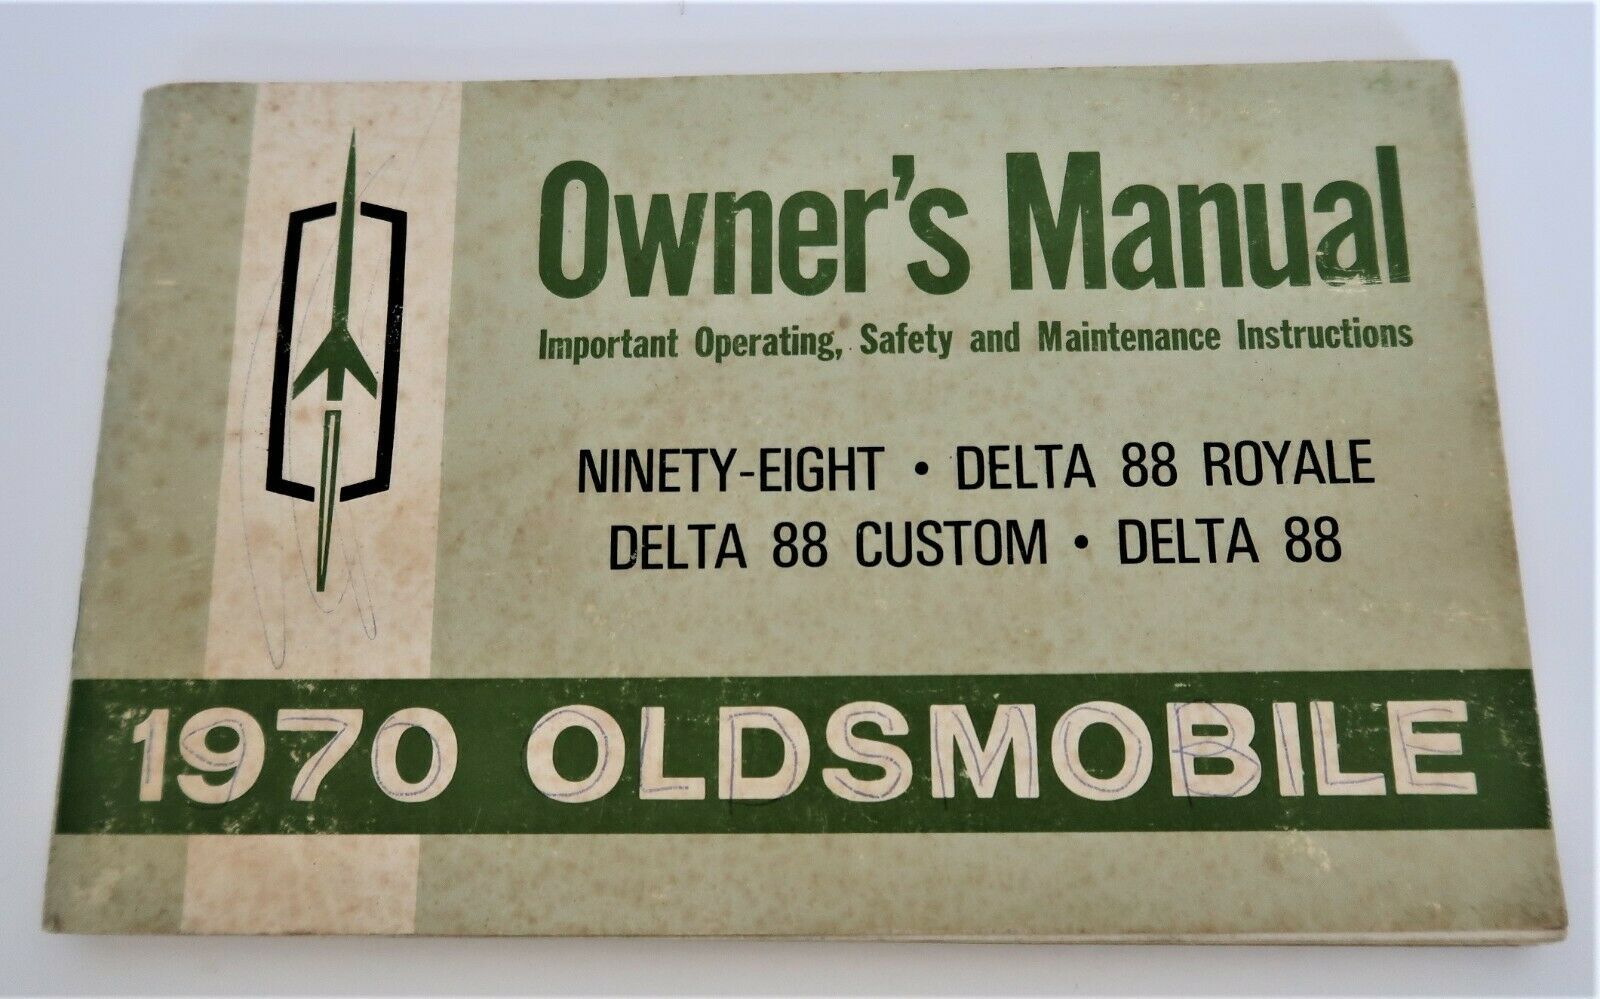 Owner's Manual
Important Operating, Safety and Maintenance Instructions
NINETY-EIGHT • DELTA 88 ROYALE
DELTA 88 CUSTOM • DELTA 88
1970 OLDSMOBILE